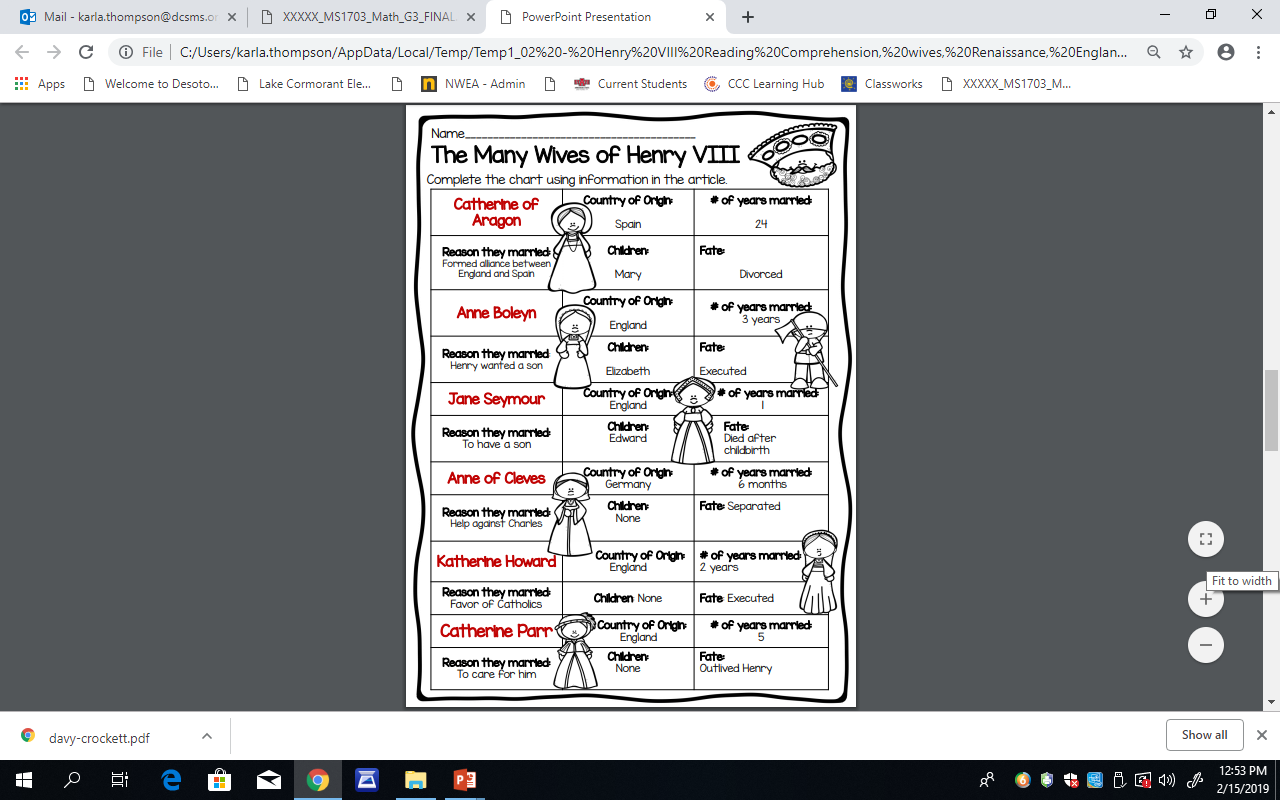 Mail - karla.thompson@dcsms.or
XXXXX_MS1703_Math_G3_FINAL.
PowerPoint Presentation
File
C:/Users/karla.thompson/AppData/Local/Temp/Temp1_02%20-%20Henry%20VIII%20Reading%20Comprehension,%20wives,%20Renaissance,%20Englan...
Apps
Welcome to Desoto...
Lake Cormorant Ele...
NWEA - Admin
Current Students
CCC Learning Hub
Classworks
XXXXX_MS1703_M...
Name
The Many Wives of Henry VIII
Complete the chart using information in the article.
Catherine of
Aragon
Country of Origin:
Spain
# of years married:
24
Reason they married:
Formed alliance between
England and Spain
Children:
Mary
Fate:
Divorced
Anne Boleyn
Country of Origin:
England
# of years married:
3 years
Reason they married:
Henry wanted a son
Children:
Elizabeth
Fate:
Executed
Jane Seymour
Country of Origin:
England
# of years married:
1
Reason they married:
To have a son
Children:
Edward
Fate:
Died after
childbirth
Anne of Cleves
Country of Origin:
Germany
# of years married:
6 months
Reason they married:
Help against Charles
Children:
None
Fate: Separated
Katherine Howard
Country of Origin:
England
# of years married:
2 years
Reason they married:
Favor of Catholics
Children: None
Fate: Executed
Catherine Parr
Country of Origin:
England
# of years married:
5
Reason they married:
To care for him
Children:
None
Fate:
Outlived Henry
Fit to width
davy-crockett.pdf
Show all
12:53 PM
2/15/2019